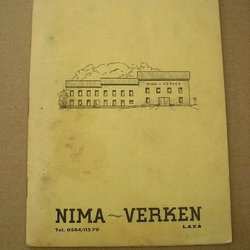 NIMA ~ VERKEN
NIMA ~ VERKEN
Tel. 0584/115 79 LAXÅ